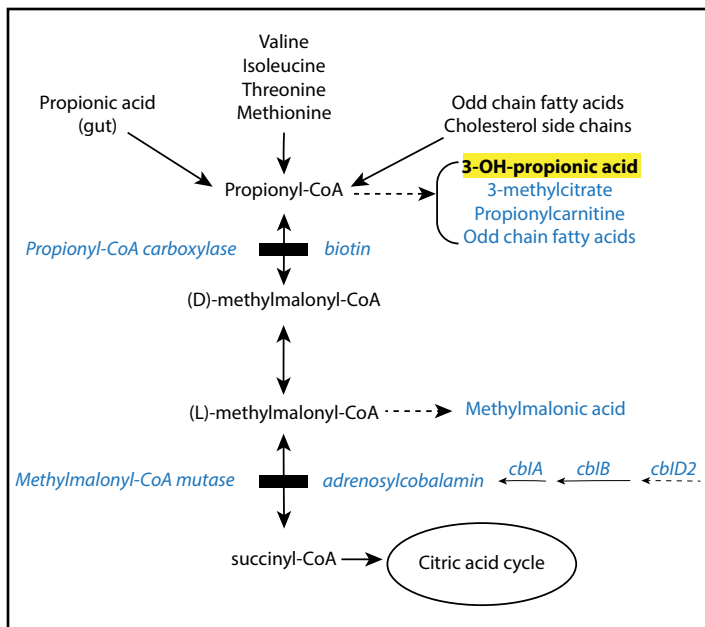 Valine
Isoleucine
Threonine
Methionine
Propionic acid
(gut)
Odd chain fatty acids
Cholesterol side chains
Propionyl-CoA
3-OH-propionic acid
3-methylcitrate
Propionylcarnitine
Odd chain fatty acids
Propionyl-CoA carboxylase
biotin
(D)-methylmalonyl-CoA
(L)-methylmalonyl-CoA
Methylmalonic acid
Methylmalonyl-CoA mutase
adrenosylcobalamin
cblA
cblB
cblD2
succinyl-CoA
Citric acid cycle